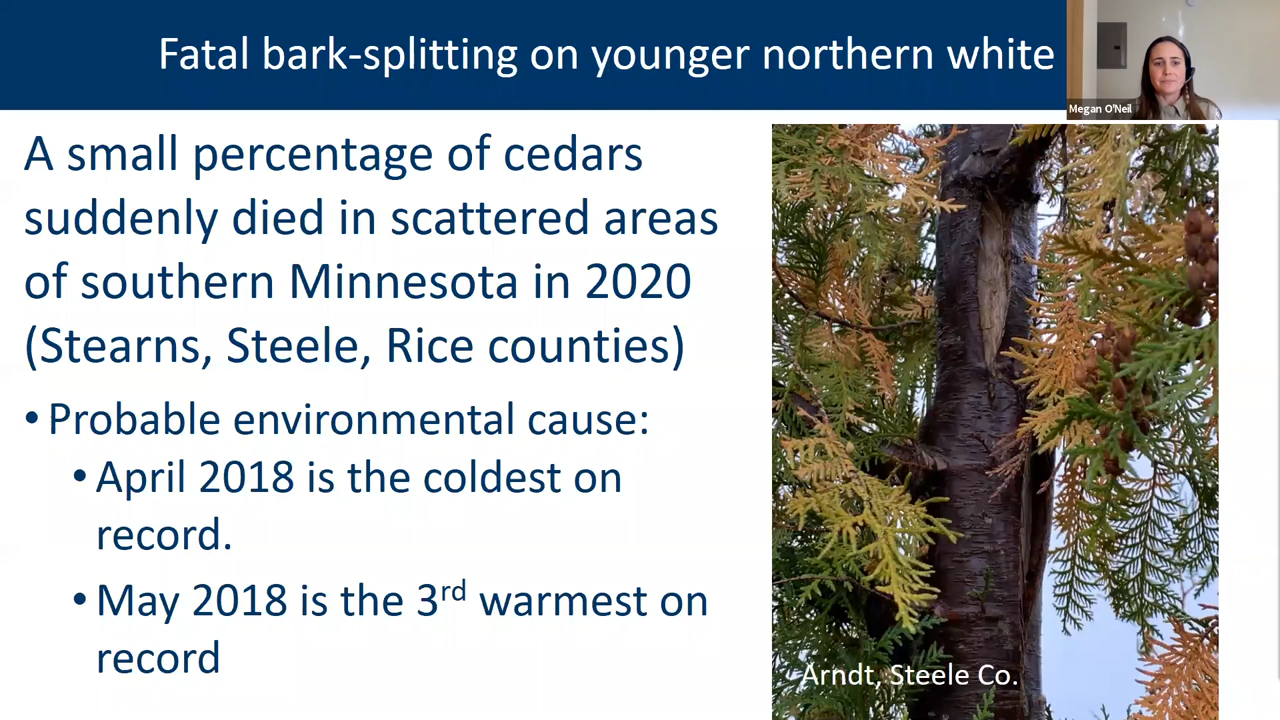 Fatal bark-splitting on younger northern white
Megan O'Neil
A small percentage of cedars
suddenly died in scattered areas
of southern Minnesota in 2020
(Stearns, Steele, Rice counties)
• Probable environmental cause:
• April 2018 is the coldest on
record.
• May 2018 is the 3rd warmest on
record
Arndt, Steele Co.